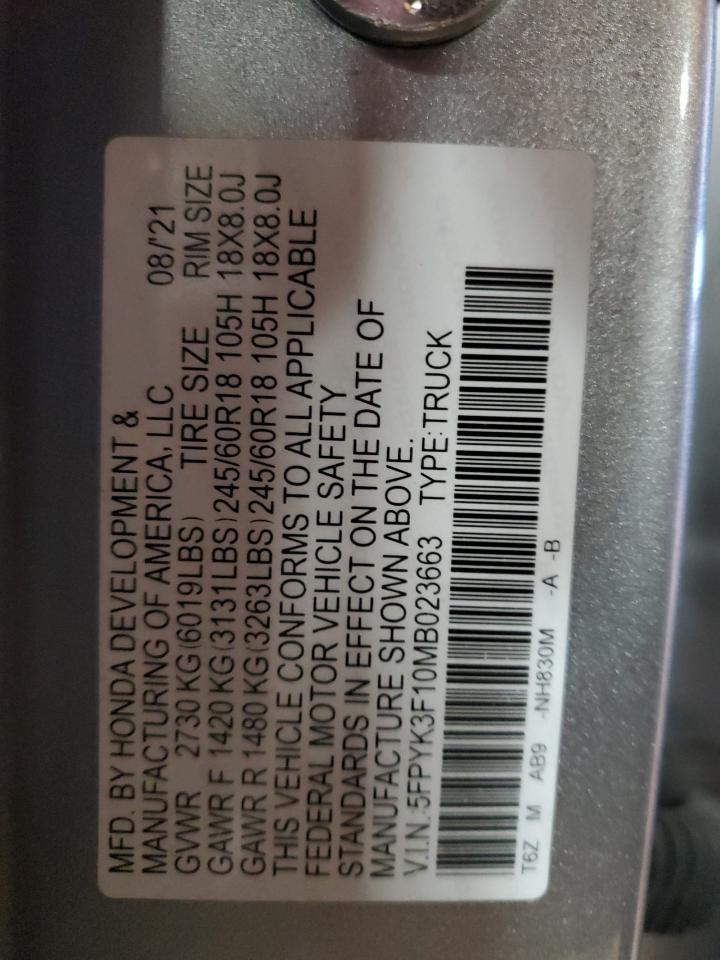 MFD. BY HONDA DEVELOPMENT &
MANUFACTURING OF AMERICA, LLC 08/'21
GVWR 2730 KG(6019LBS) TIRE SIZE RIM SIZE
GAWR F 1420 KG(3131LBS)245/60R18 105H 18X8.0J
GAWR R 1480 KG(3263LBS)245/60R18 105H 18X8.0J
THIS VEHICLE CONFORMS TO ALL APPLICABLE
FEDERAL MOTOR VEHICLE SAFETY
STANDARDS IN EFFECT ON THE DATE OF
MANUFACTURE SHOWN ABOVE.
V.I.N.:5FPYK3F10MB023663 TYPE:TRUCK
T6Z M AB9 -NH830M -A -B